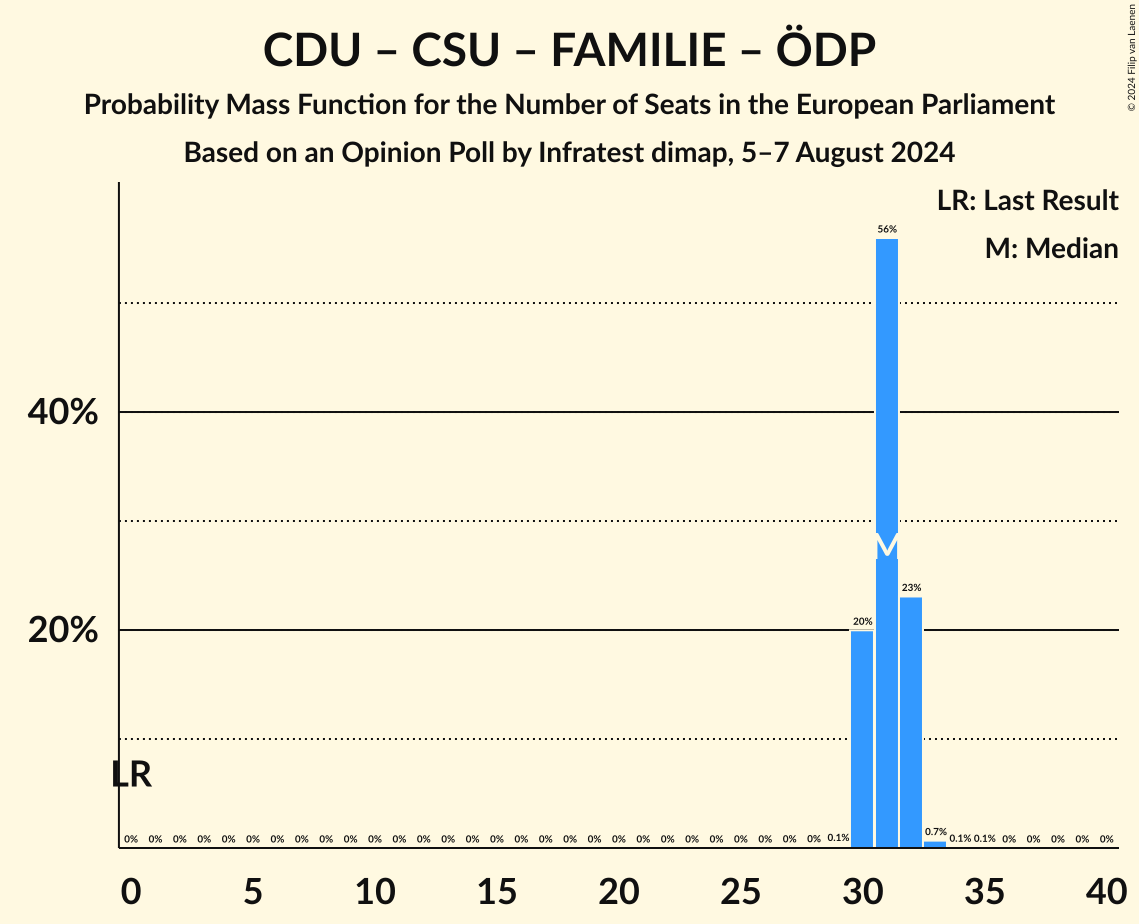 CDU – CSU – FAMILIE – ÖDP
Probability Mass Function for the Number of Seats in the European Parliament
Based on an Opinion Poll by Infratest dimap, 5–7 August 2024
© 2024 Filip van Laenen
LR: Last Result
M: Median
56%
40%
M
23%
20%
20%
LR
0% 0% 0% 0% 0% 0% 0% 0% 0% 0% 0% 0% 0% 0% 0% 0% 0% 0% 0% 0% 0% 0% 0% 0% 0% 0% 0% 0% 0% 0.1% 0.7% 0.1% 0.1% 0% 0% 0% 0% 0%
0 5 10 15 20 25 30 35 40